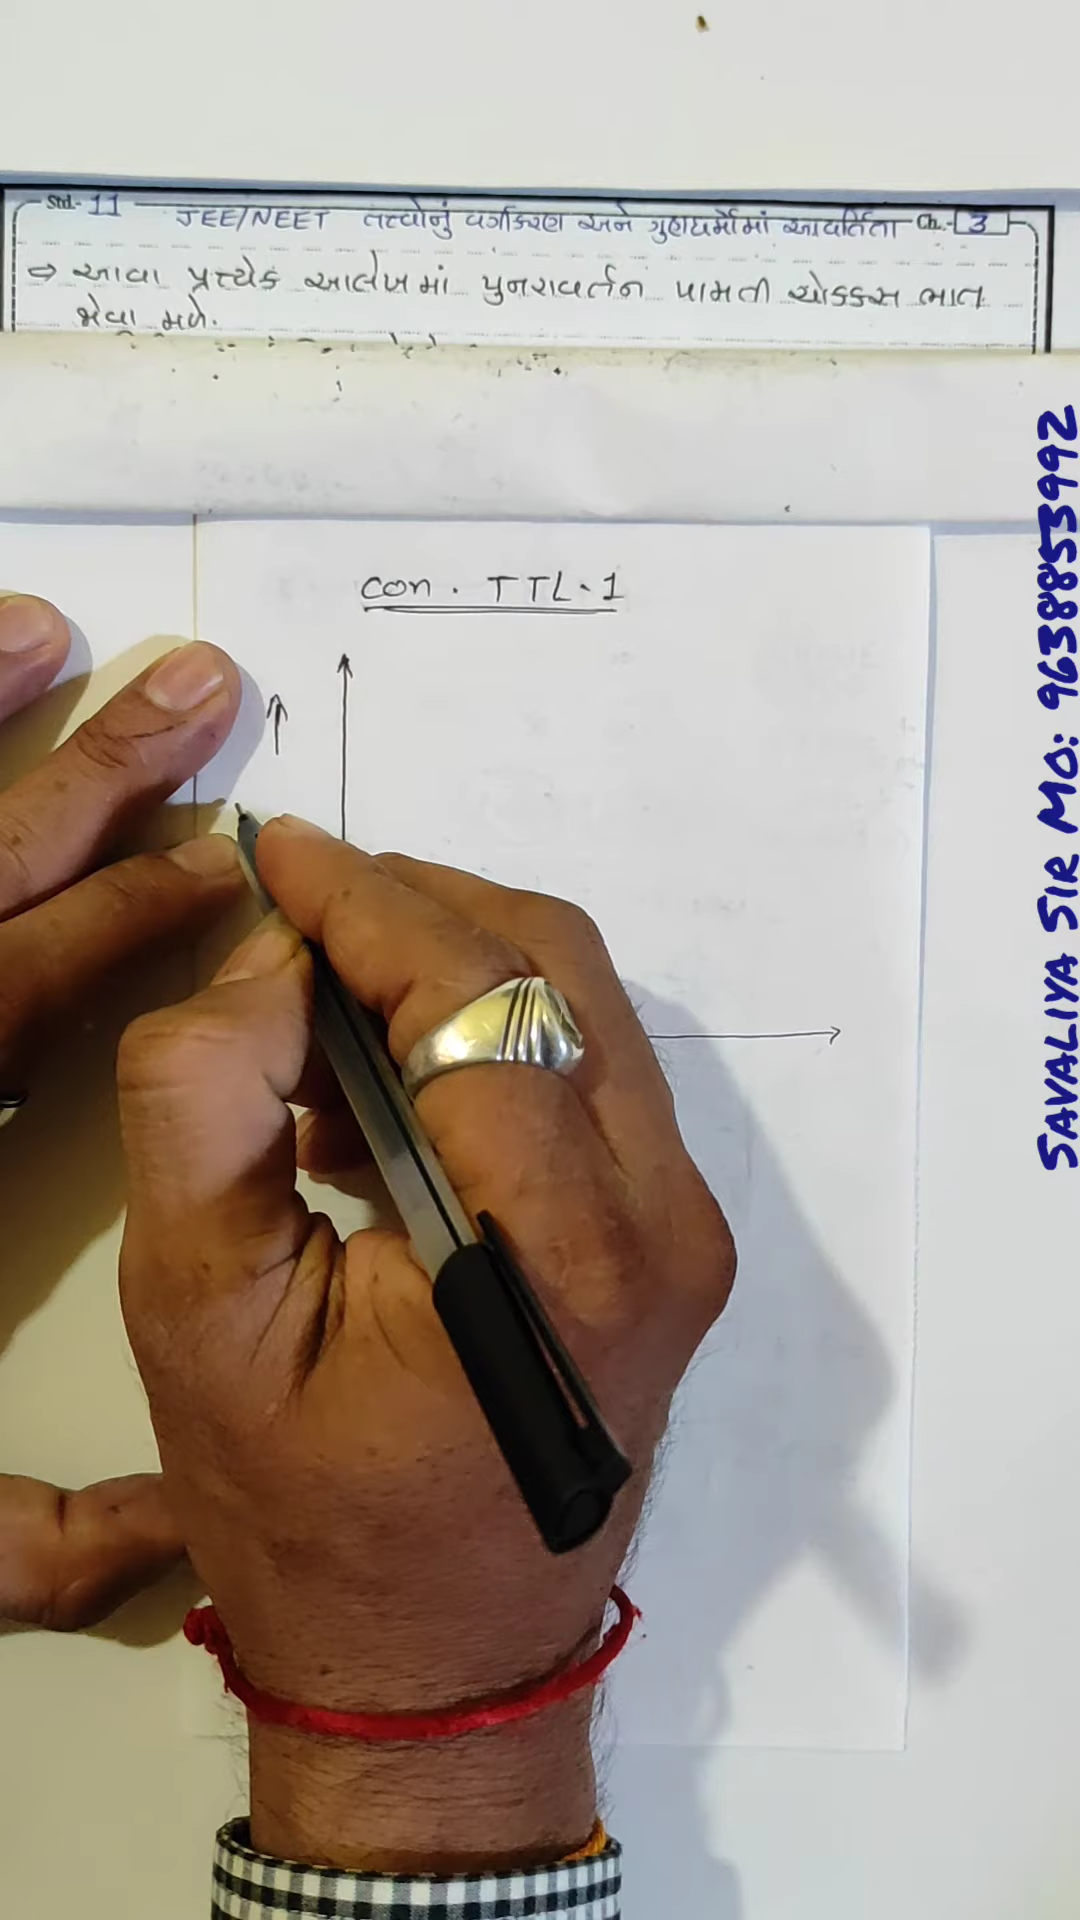 Std.- 11 JEE/NEET તત્ત્વોનું વર્ગીકરણ અને ગુણધર્મોમાં આવર્તિતા Ch.- 3
⇒ આવા પ્રત્યેક આલેખમાં પુનરાવર્તન પામતી ચોક્કસ ભાત
જોવા મળે.
con. TTL-1
SAVALIYA SIR MO: 9638853992